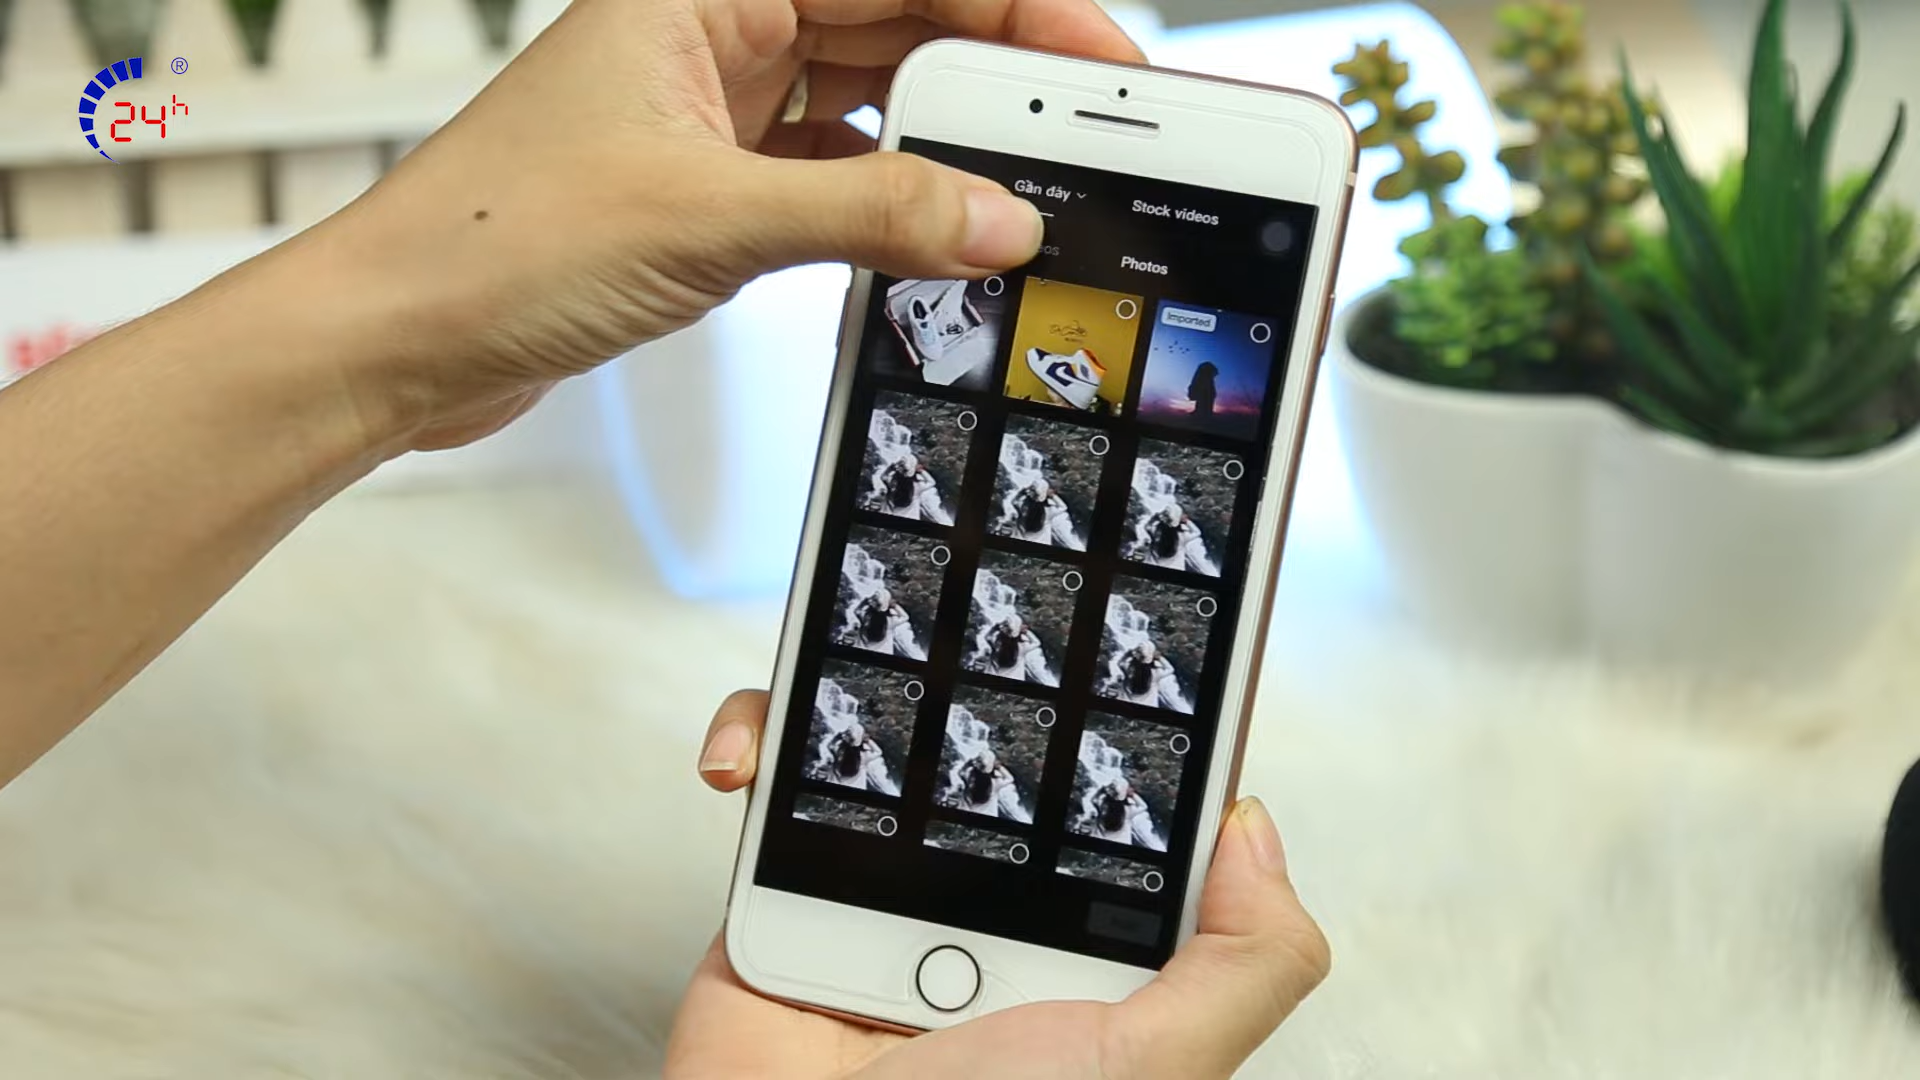 24h
®
Gần đây
Stock videos
Photos
Imported